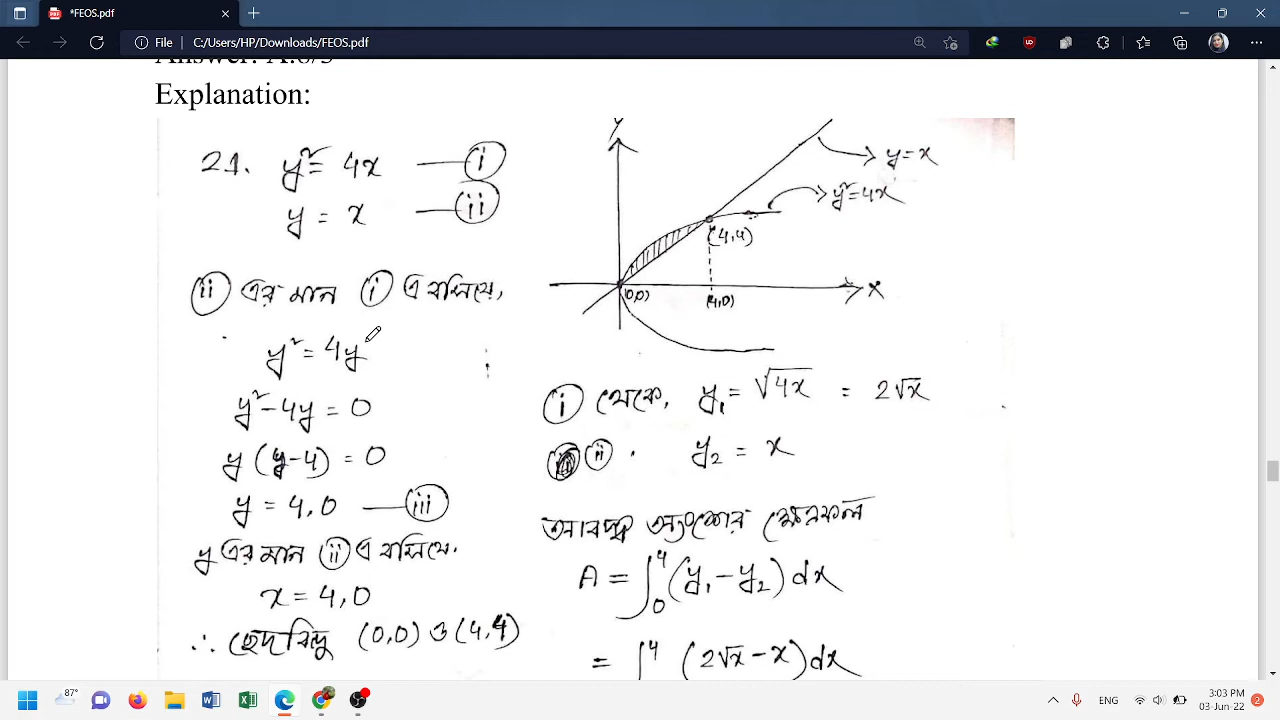 *FEOS.pdf
File | C:/Users/HP/Downloads/FEOS.pdf
Explanation:
21. y² = 4x —— (i)
y = x —— (ii)
(ii) এর মান (i) এ বসিয়ে,
y² = 4y
y² - 4y = 0
y (y-4) = 0
y = 4, 0 —— (iii)
y এর মান (ii) এ বসিয়ে.
x = 4, 0
∴ ছেদবিন্দু (0,0) ও (4,4)
Y
y = x
y² = 4x
(4,4)
(0,0)
(4,0)
X
(i) থেকে, y₁ = √4x = 2√x
(ii) . y₂ = x
আবদ্ধ অংশের ক্ষেত্রফল
A = ∫₀⁴ (y₁ - y₂) dx
= ∫⁴ (2√x - x) dx
87°
ENG
3:03 PM
03-Jun-22
2